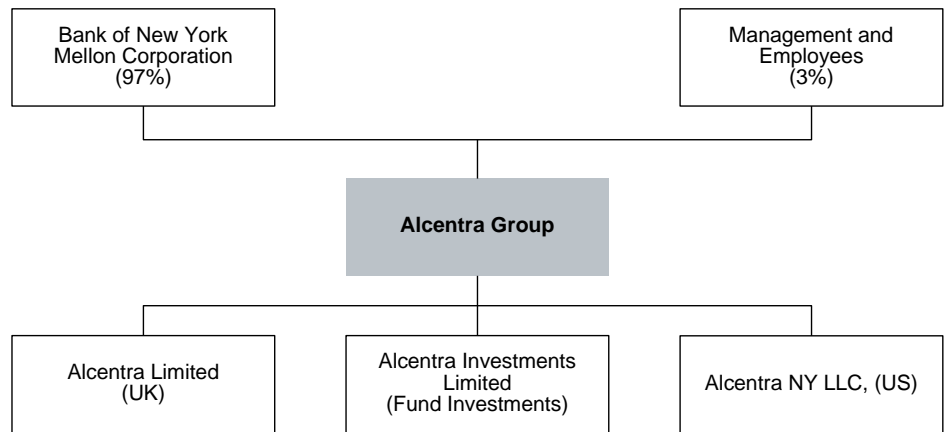 Bank of New York
Mellon Corporation
(97%)
Management and
Employees
(3%)
Alcentra Group
Alcentra Limited
(UK)
Alcentra Investments
Limited
(Fund Investments)
Alcentra NY LLC, (US)